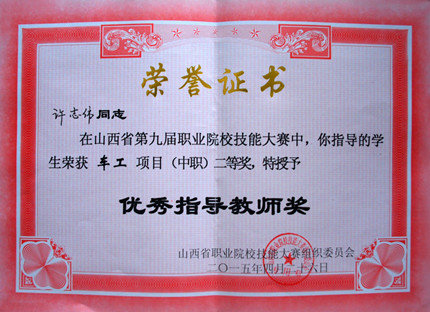 荣誉证书
许志伟同志
在山西省第九届职业院校技能大赛中，你指导的学
生荣获 车工 项目（中职）二等奖，特授予
优秀指导教师奖
山西省职业院校技能大赛组织委员会
二〇一五年四月二十六日